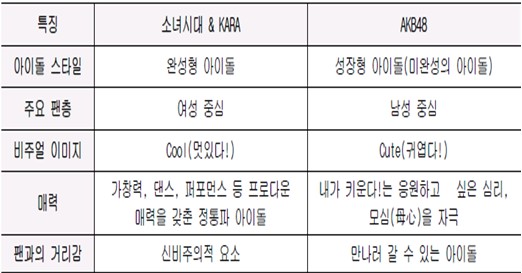 특징 소녀시대 & KARA AKB48
아이돌 스타일 완성형 아이돌 성장형 아이돌(미완성의 아이돌)
주요 팬층 여성 중심 남성 중심
비주얼 이미지 Cool(멋있다!) Cute(귀엽다!)
매력 가창력, 댄스, 퍼포먼스 등 프로다운 매력을 갖춘 정통파 아이돌 내가 키운다!는 응원하고 싶은 심리, 모심(母心)을 자극
팬과의 거리감 신비주의적 요소 만나러 갈 수 있는 아이돌